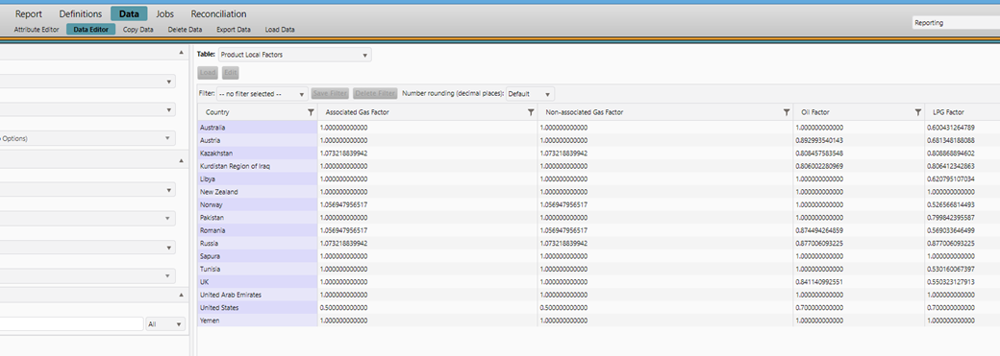 Report Definitions Data Jobs Reconciliation
Reporting
Attribute Editor Data Editor Copy Data Delete Data Export Data Load Data
Table: Product Local Factors
Load Edit
Filter: -- no filter selected -- Save Filter Delete Filter Number rounding (decimal places): Default
Country Associated Gas Factor Non-associated Gas Factor Oil Factor LPG Factor
Australia 1.000000000000 1.000000000000 1.000000000000 0.600431264789
Austria 1.000000000000 1.000000000000 0.892993540143 0.681348188088
Kazakhstan 1.073218839942 1.073218839942 0.808457583548 0.808868894602
Kurdistan Region of Iraq 1.000000000000 1.000000000000 0.806002280969 0.806412342863
Libya 1.000000000000 1.000000000000 1.000000000000 0.620795107034
New Zealand 1.000000000000 1.000000000000 1.000000000000 1.000000000000
Norway 1.056947956517 1.056947956517 1.000000000000 0.526566814493
Options)
Pakistan 1.000000000000 1.000000000000 1.000000000000 0.799842395587
Romania 1.056947956517 1.056947956517 0.874494264859 0.569033646499
Russia 1.073218839942 1.073218839942 0.877006093225 0.877006093225
Sapura 1.000000000000 1.000000000000 1.000000000000 1.000000000000
Tunisia 1.000000000000 1.000000000000 1.000000000000 0.530160067397
UK 1.000000000000 1.000000000000 0.841140992551 0.550323127913
United Arab Emirates 1.000000000000 1.000000000000 1.000000000000 1.000000000000
United States 0.500000000000 0.500000000000 0.700000000000 0.700000000000
Yemen 1.000000000000 1.000000000000 1.000000000000 1.000000000000
All